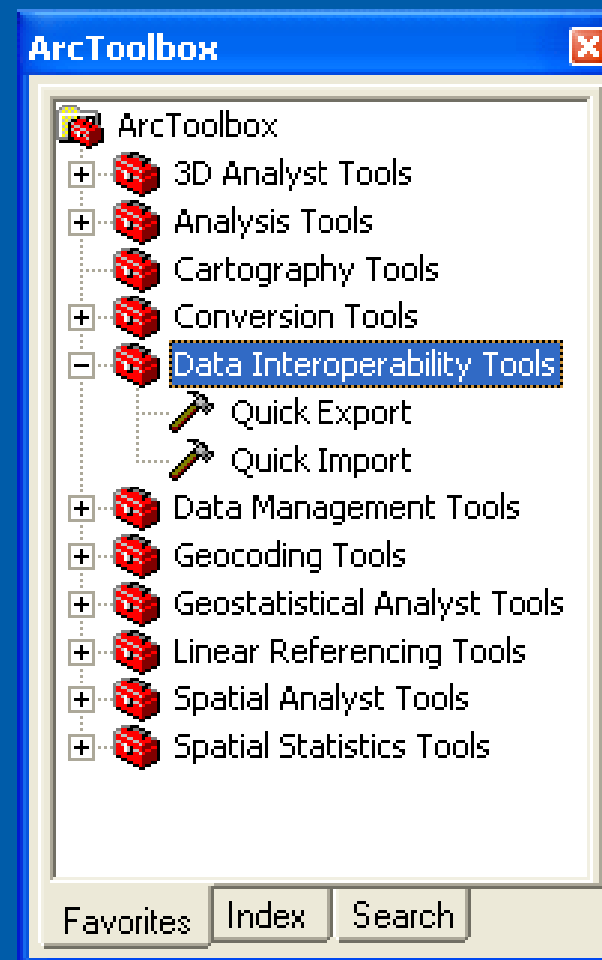 ArcToolbox
ArcToolbox
3D Analyst Tools
Analysis Tools
Cartography Tools
Conversion Tools
Data Interoperability Tools
Quick Export
Quick Import
Data Management Tools
Geocoding Tools
Geostatistical Analyst Tools
Linear Referencing Tools
Spatial Analyst Tools
Spatial Statistics Tools
Favorites Index Search